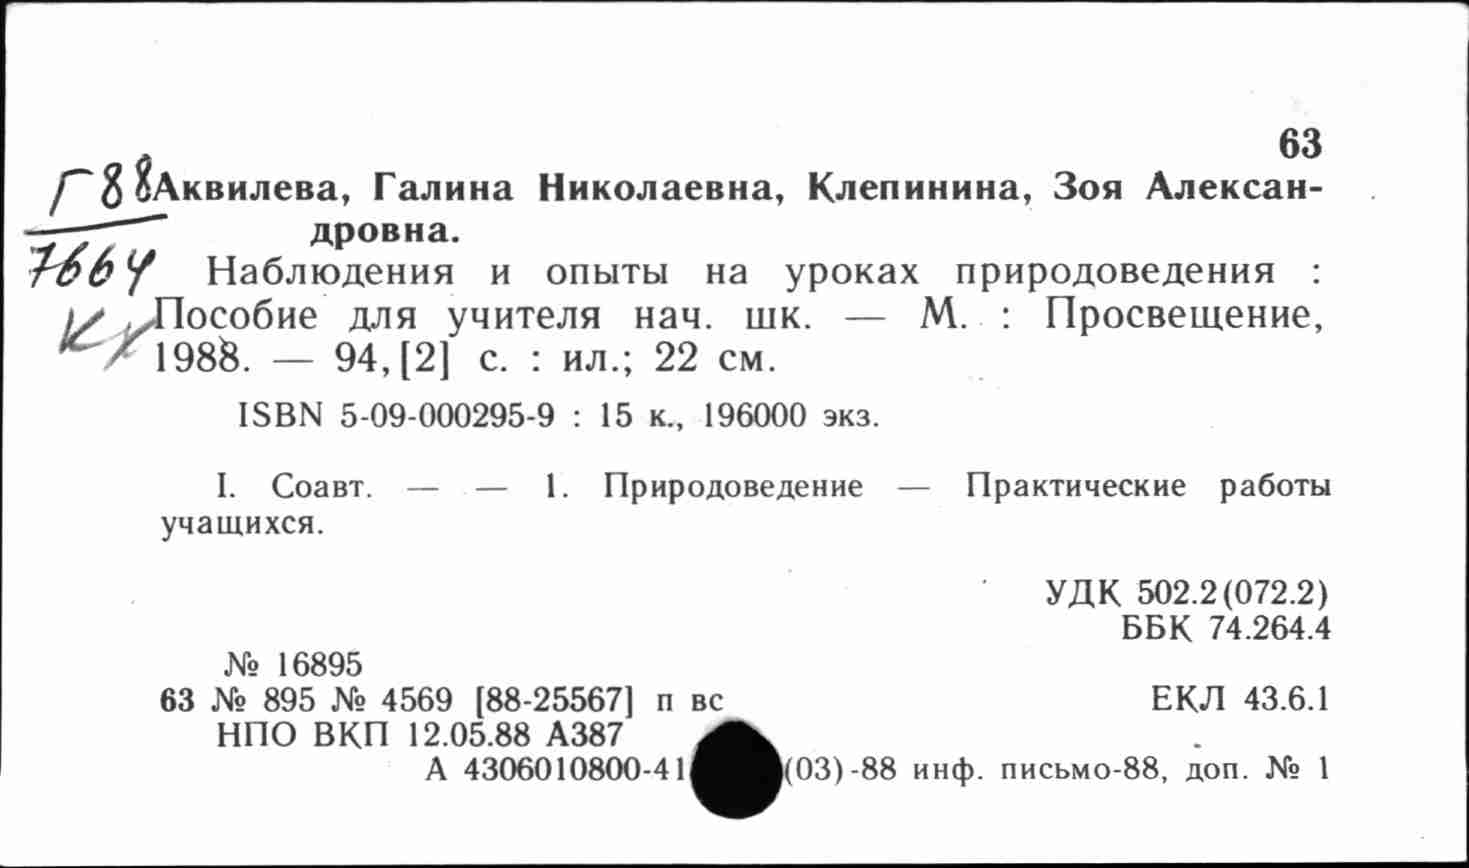 63
Г88
Аквилева, Галина Николаевна, Клепинина, Зоя Алексан-
дровна.
7664
Наблюдения и опыты на уроках природоведения :
Кх
Пособие для учителя нач. шк. — М. : Просвещение,
1988. — 94, [2] с. : ил.; 22 см.
ISBN 5-09-000295-9 : 15 к., 196000 экз.
I. Соавт. — — 1. Природоведение — Практические работы
учащихся.
УДК 502.2(072.2)
ББК 74.264.4
№ 16895
63 № 895 № 4569 [88-25567] п вс ЕКЛ 43.6.1
НПО ВКП 12.05.88 А387
А 4306010800-41 (03)-88 инф. письмо-88, доп. № 1